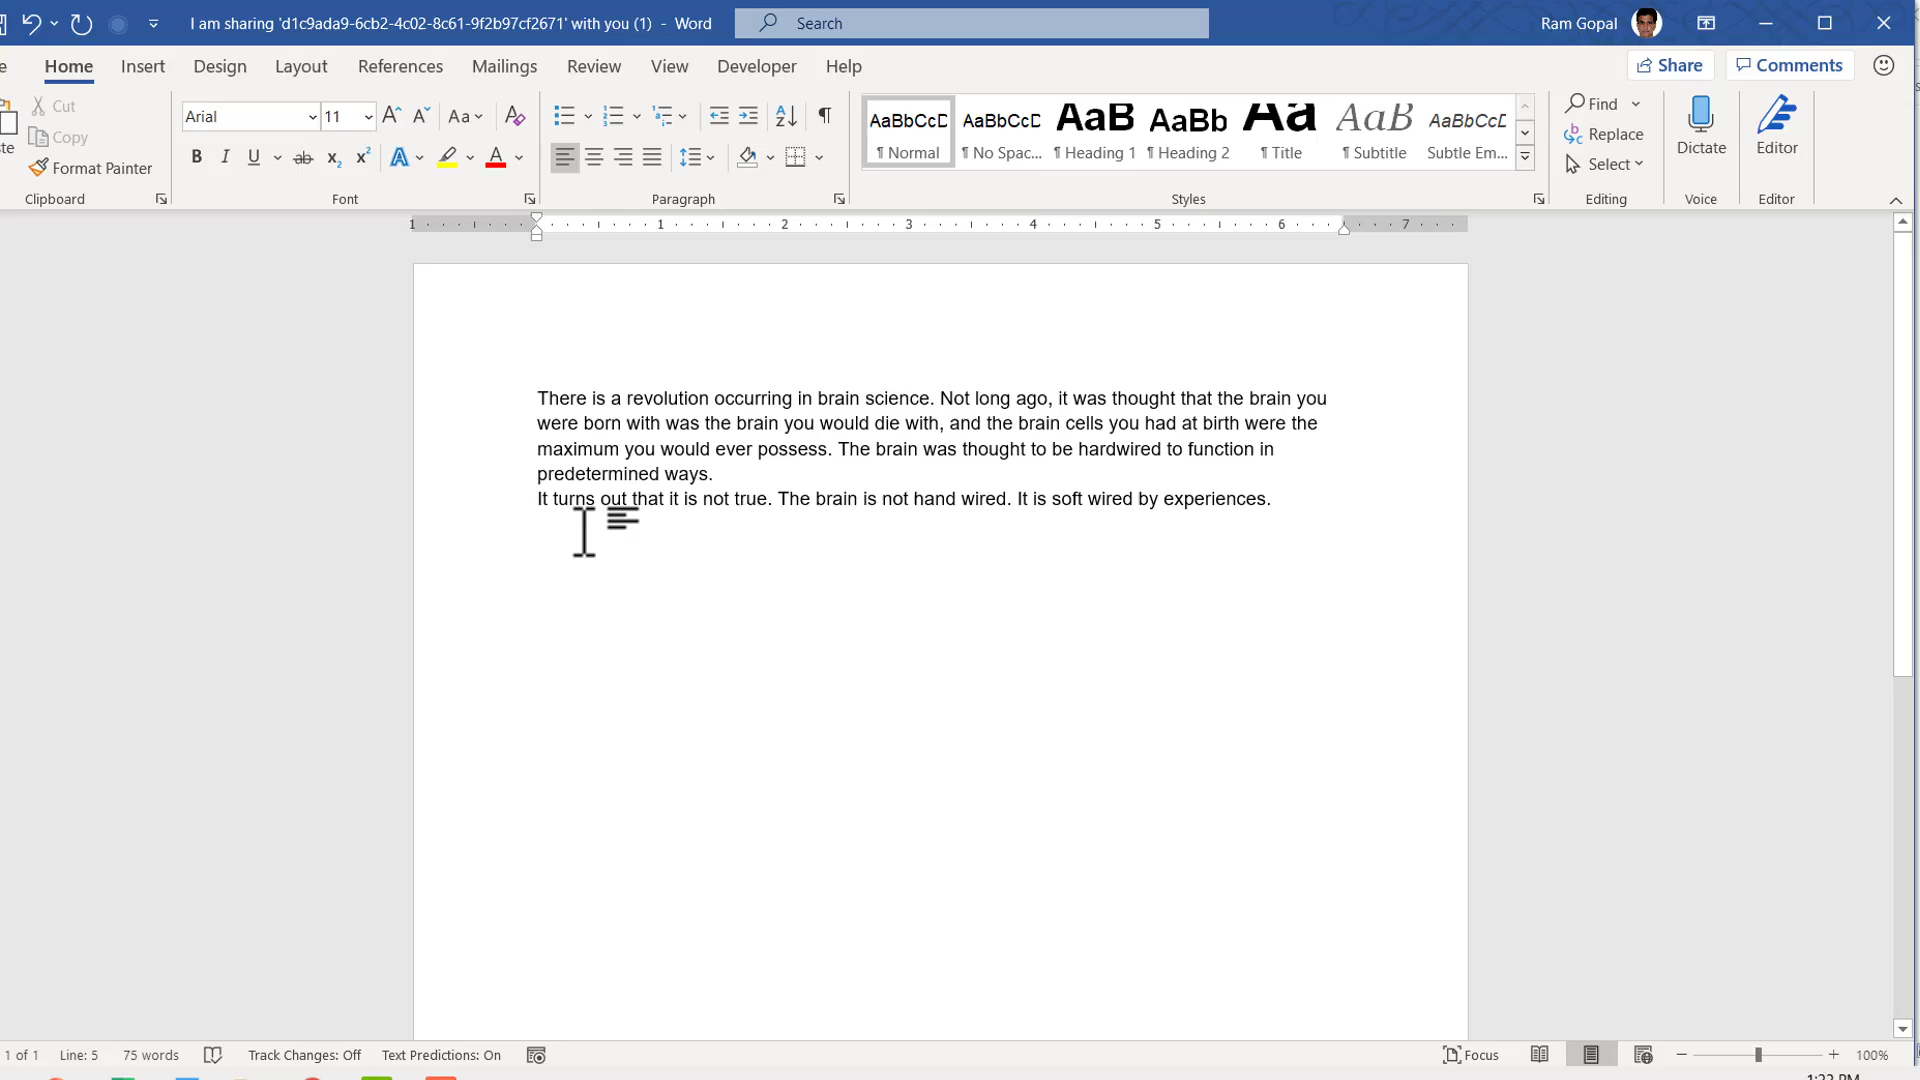 I am sharing 'd1c9ada9-6cb2-4c02-8c61-9f2b97cf2671' with you (1) - Word
Search
Ram Gopal
Home Insert Design Layout References Mailings Review View Developer Help
Share Comments
Cut
Copy
Format Painter
Clipboard
Arial 11
Font
Paragraph
AaBbCcD AaBbCcD AaB AaBb Aa AaB AaBbCcD
¶ Normal ¶ No Spac... ¶ Heading 1 ¶ Heading 2 ¶ Title ¶ Subtitle Subtle Em...
Styles
Find
Replace
Select
Editing
Dictate
Voice
Editor
Editor
1 1 2 3 4 5 6 7
There is a revolution occurring in brain science. Not long ago, it was thought that the brain you
were born with was the brain you would die with, and the brain cells you had at birth were the
maximum you would ever possess. The brain was thought to be hardwired to function in
predetermined ways.
It turns out that it is not true. The brain is not hand wired. It is soft wired by experiences.
1 of 1 Line: 5 75 words Track Changes: Off Text Predictions: On Focus 100%